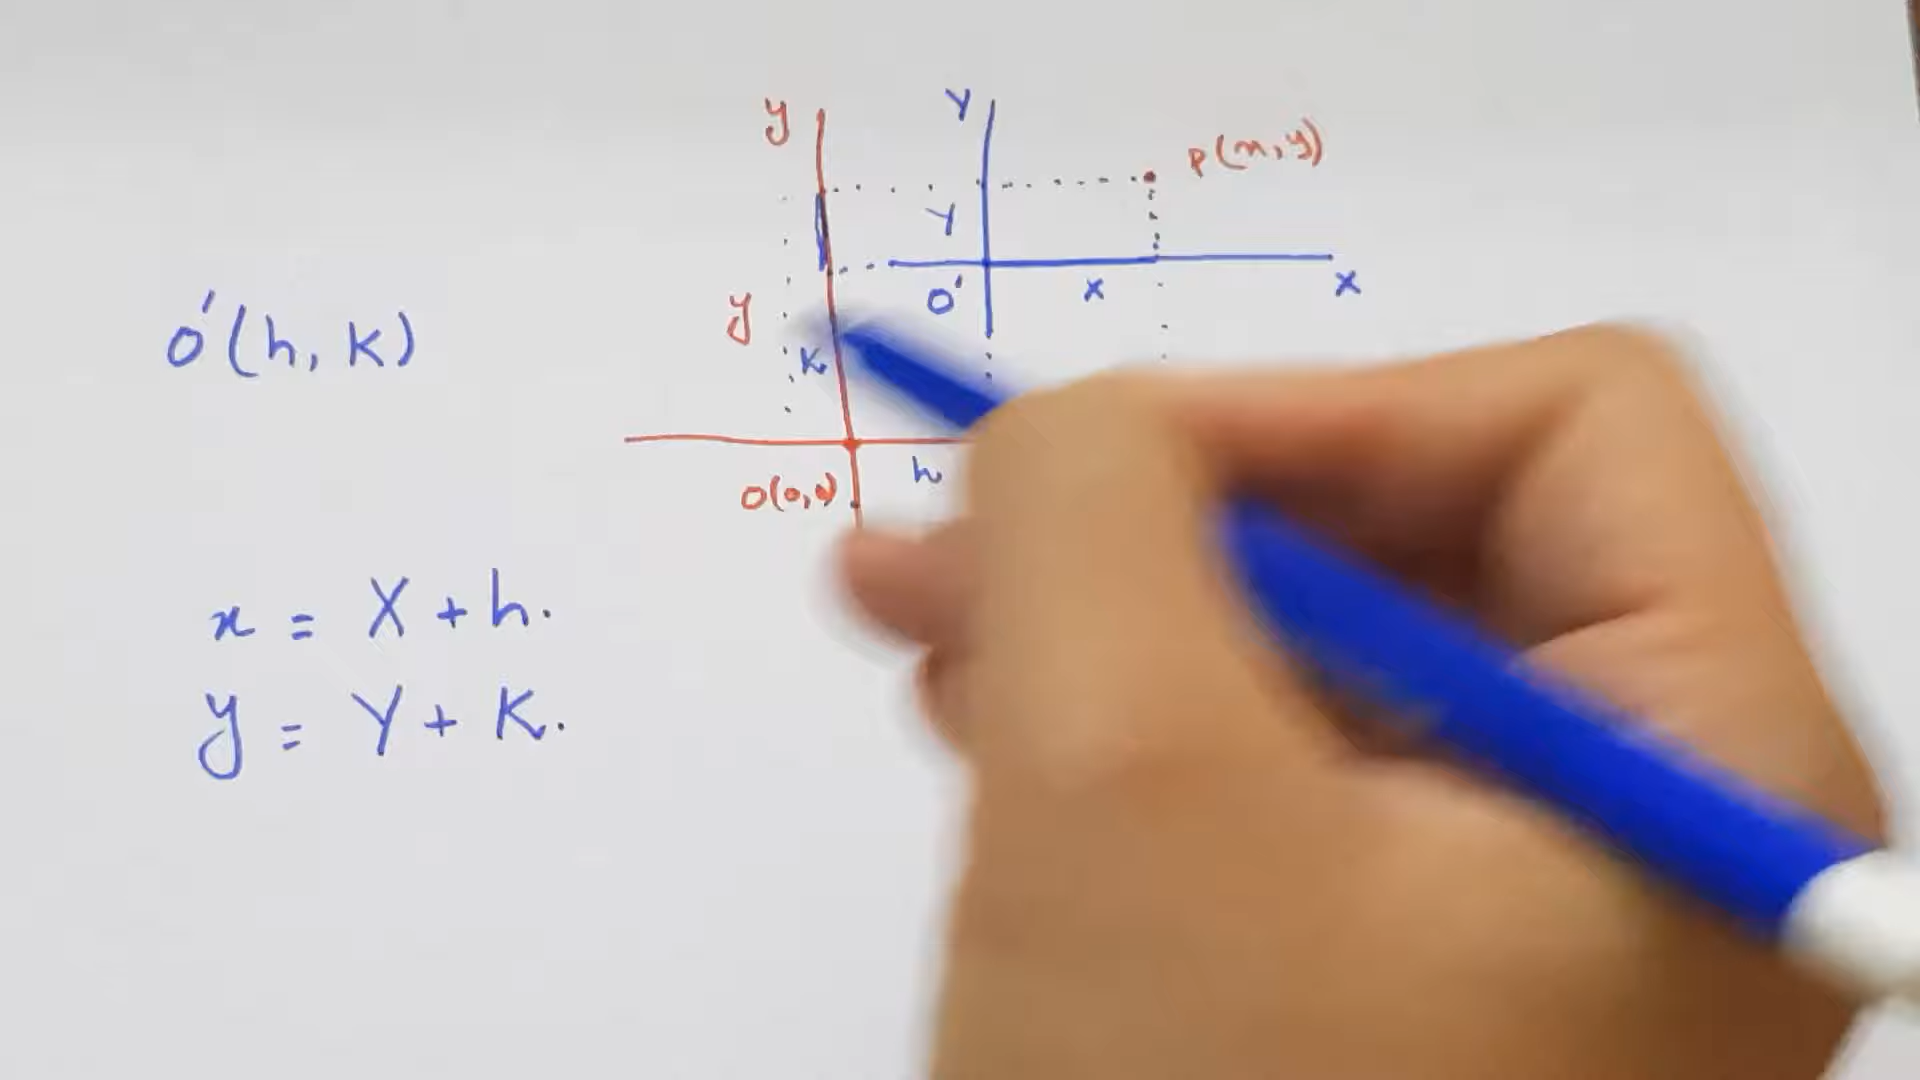 y
Y
P(x,y)
Y
O'
X
X
y
O'(h, K)
K
h
O(0,0)
x = X + h.
y = Y + K.